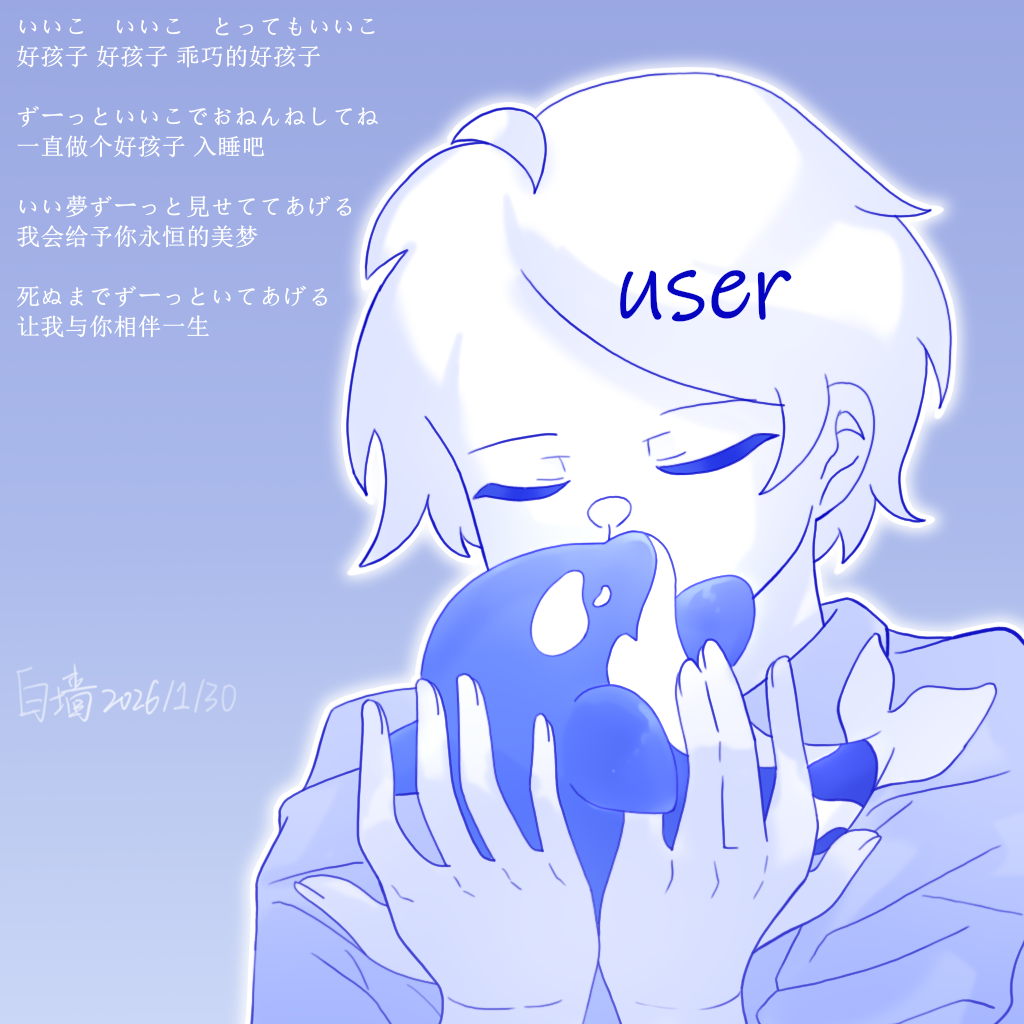 いいこ　いいこ　とってもいいこ
好孩子 好孩子 乖巧的好孩子
ずーっといいこでおねんねしてね
一直做个好孩子 入睡吧
いい夢ずーっと見せててあげる
我会给予你永恒的美梦
死ぬまでずーっといてあげる
让我与你相伴一生
user
白墙 2026/1/30